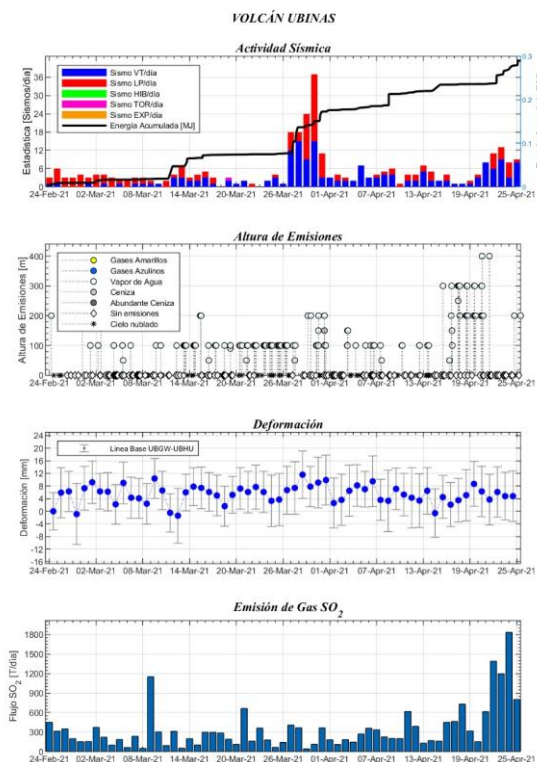 VOLCÁN UBINAS
Actividad Sísmica
Estadística [Sismos/día]
36
30
24
18
12
6
0
Sismo VT/día
Sismo LP/día
Sismo HIB/día
Sismo TOR/día
Sismo EXP/día
Energía Acumulada [MJ]
0.3
0.2
0.1
0
24-Feb-21 02-Mar-21 08-Mar-21 14-Mar-21 20-Mar-21 26-Mar-21 01-Apr-21 07-Apr-21 13-Apr-21 19-Apr-21 25-Apr-21
Altura de Emisiones
Altura de Emisiones [m]
400
300
200
100
0
Gases Amarillos
Gases Azulinos
Vapor de Agua
Ceniza
Abundante Ceniza
Sin emisiones
Cielo nublado
24-Feb-21 02-Mar-21 08-Mar-21 14-Mar-21 20-Mar-21 26-Mar-21 01-Apr-21 07-Apr-21 13-Apr-21 19-Apr-21 25-Apr-21
Deformación
Deformación [mm]
24
20
16
12
8
4
0
-4
-8
-12
-16
Línea Base UBGW-UBHU
24-Feb-21 02-Mar-21 08-Mar-21 14-Mar-21 20-Mar-21 26-Mar-21 01-Apr-21 07-Apr-21 13-Apr-21 19-Apr-21 25-Apr-21
Emisión de Gas SO2
Flujo SO2 [T/día]
1800
1500
1200
900
600
300
0
24-Feb-21 02-Mar-21 08-Mar-21 14-Mar-21 20-Mar-21 26-Mar-21 01-Apr-21 07-Apr-21 13-Apr-21 19-Apr-21 25-Apr-21